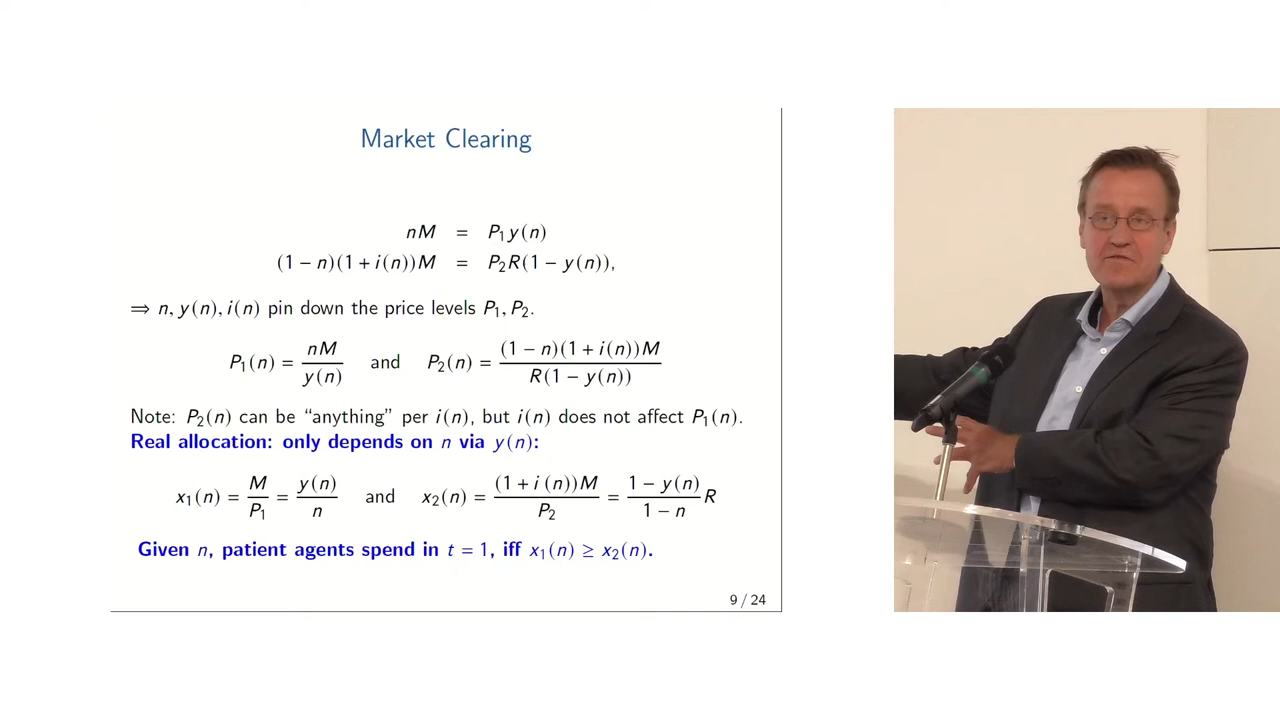 Market Clearing
nM = P₁y(n)
(1 − n)(1 + i(n))M = P₂R(1 − y(n)),
⇒ n, y(n), i(n) pin down the price levels P₁, P₂.
P₁(n) = nM / y(n) and P₂(n) = (1 − n)(1 + i(n))M / R(1 − y(n))
Note: P₂(n) can be “anything” per i(n), but i(n) does not affect P₁(n).
Real allocation: only depends on n via y(n):
x₁(n) = M / P₁ = y(n) / n and x₂(n) = (1 + i(n))M / P₂ = 1 − y(n) / 1 − n R
Given n, patient agents spend in t = 1, iff x₁(n) ≥ x₂(n).
9 / 24